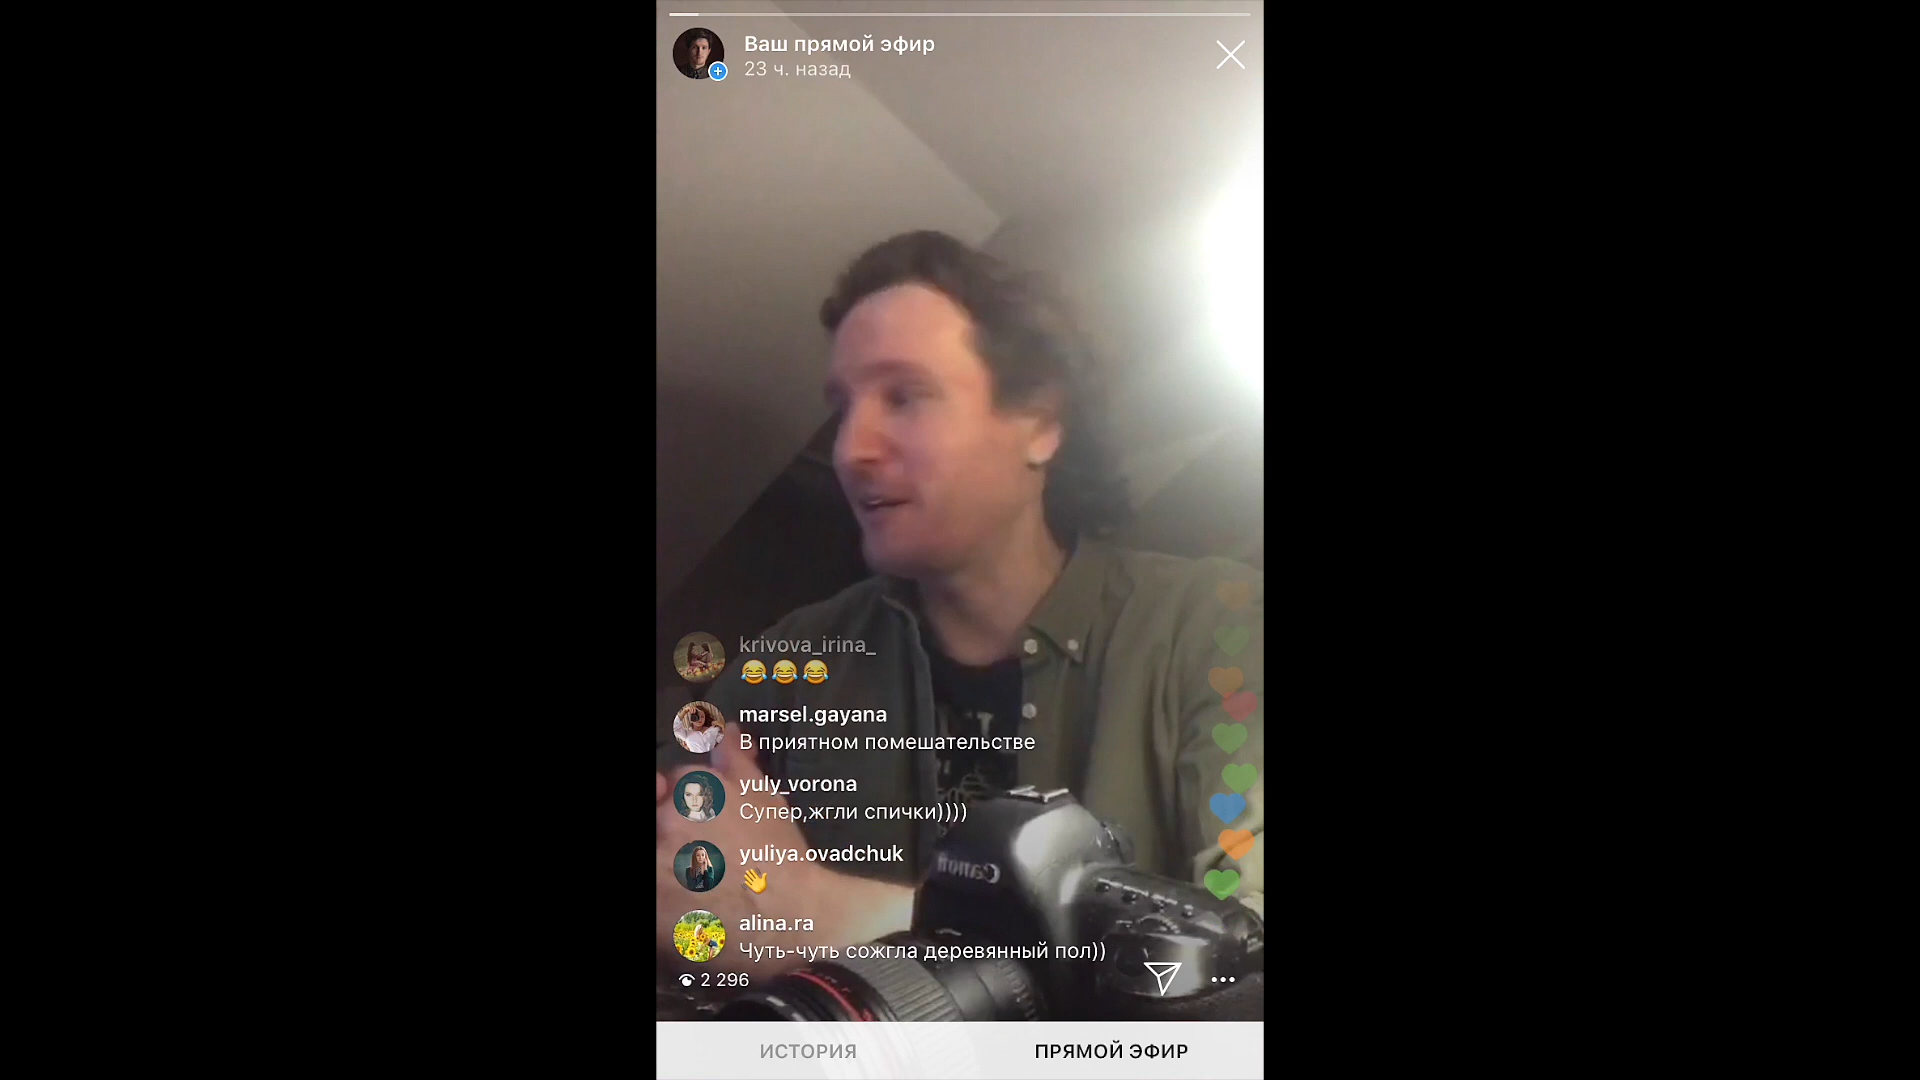 Ваш прямой эфир
23 ч. назад
krivova_irina_
😂😂😂
marsel.gayana
В приятном помешательстве
yuly_vorona
Супер,жгли спички))))
yuliya.ovadchuk
👋
alina.ra
Чуть-чуть сожгла деревянный пол))
2 296
Canon
ИСТОРИЯ
ПРЯМОЙ ЭФИР